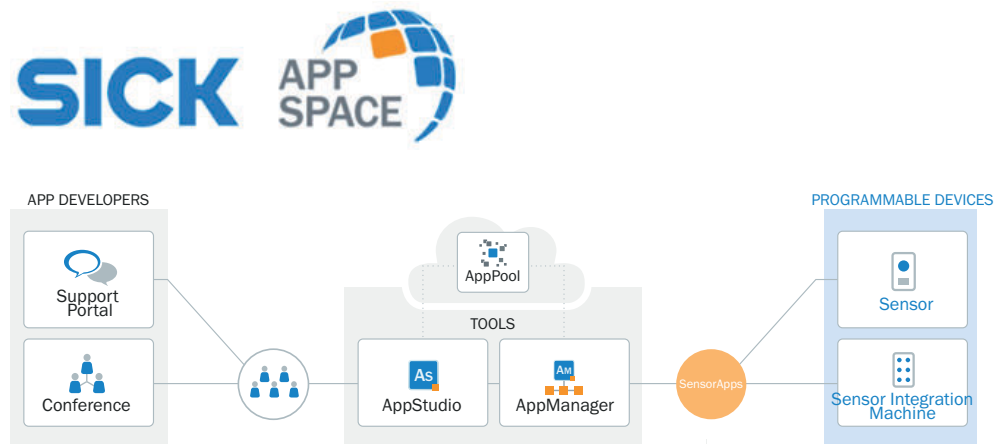 SICK
APP
SPACE
APP DEVELOPERS
PROGRAMMABLE DEVICES
AppPool
Support
Portal
TOOLS
Sensor
As
AM
SensorApps
Conference
AppStudio
AppManager
Sensor Integration
Machine